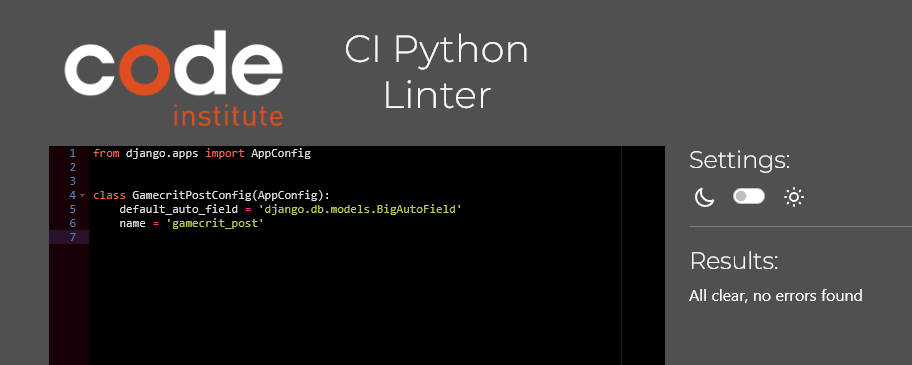 code
institute
CI Python
Linter
1 from django.apps import AppConfig
2
3
4 class GamecritPostConfig(AppConfig):
5     default_auto_field = 'django.db.models.BigAutoField'
6     name = 'gamecrit_post'
7
Settings:
Results:
All clear, no errors found